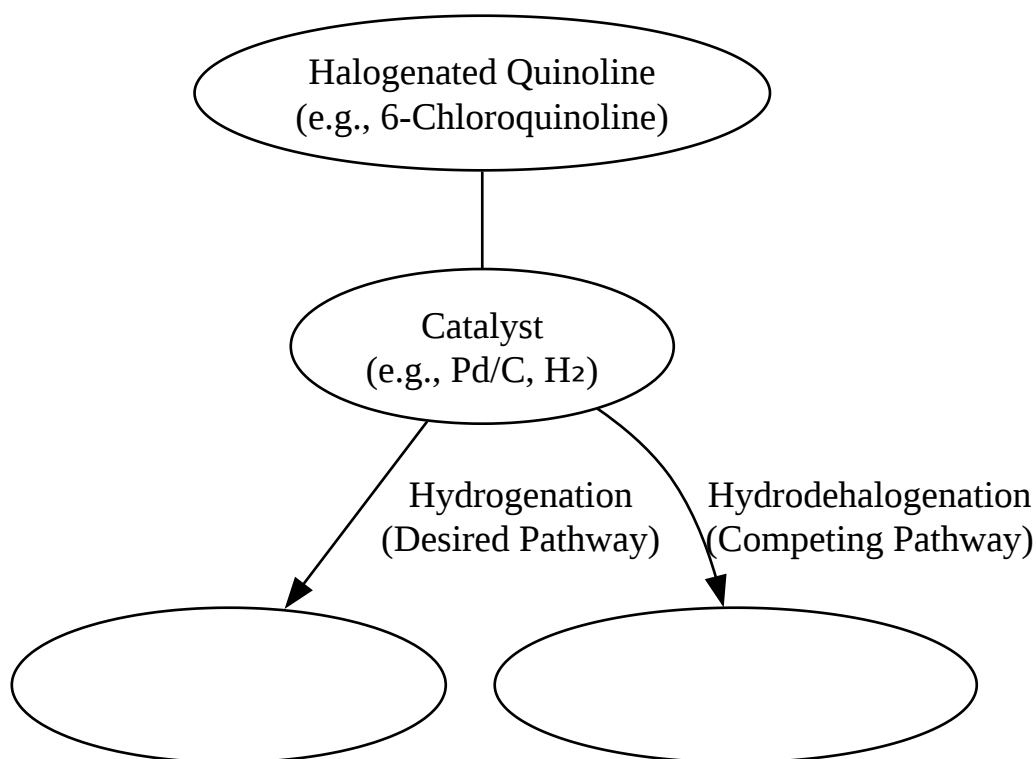 Halogenated Quinoline
(e.g., 6-Chloroquinoline)
Catalyst
(e.g., Pd/C, H₂)
Hydrogenation
(Desired Pathway)
Hydrodehalogenation
(Competing Pathway)